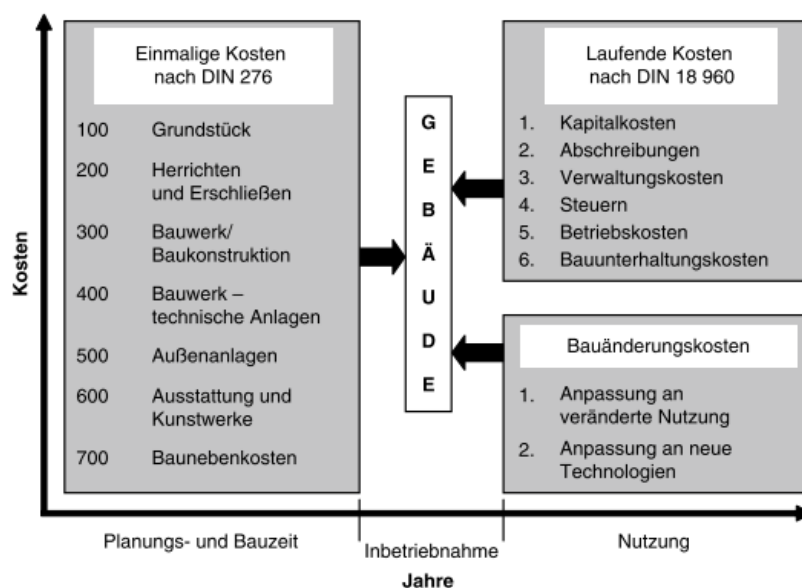 Kosten
Einmalige Kosten
nach DIN 276
100 Grundstück
200 Herrichten
und Erschließen
300 Bauwerk/
Baukonstruktion
400 Bauwerk –
technische Anlagen
500 Außenanlagen
600 Ausstattung und
Kunstwerke
700 Baunebenkosten
GEBÄUDE
Laufende Kosten
nach DIN 18 960
1. Kapitalkosten
2. Abschreibungen
3. Verwaltungskosten
4. Steuern
5. Betriebskosten
6. Bauunterhaltungskosten
Bauänderungskosten
1. Anpassung an
veränderte Nutzung
2. Anpassung an neue
Technologien
Planungs- und Bauzeit
Inbetriebnahme
Nutzung
Jahre